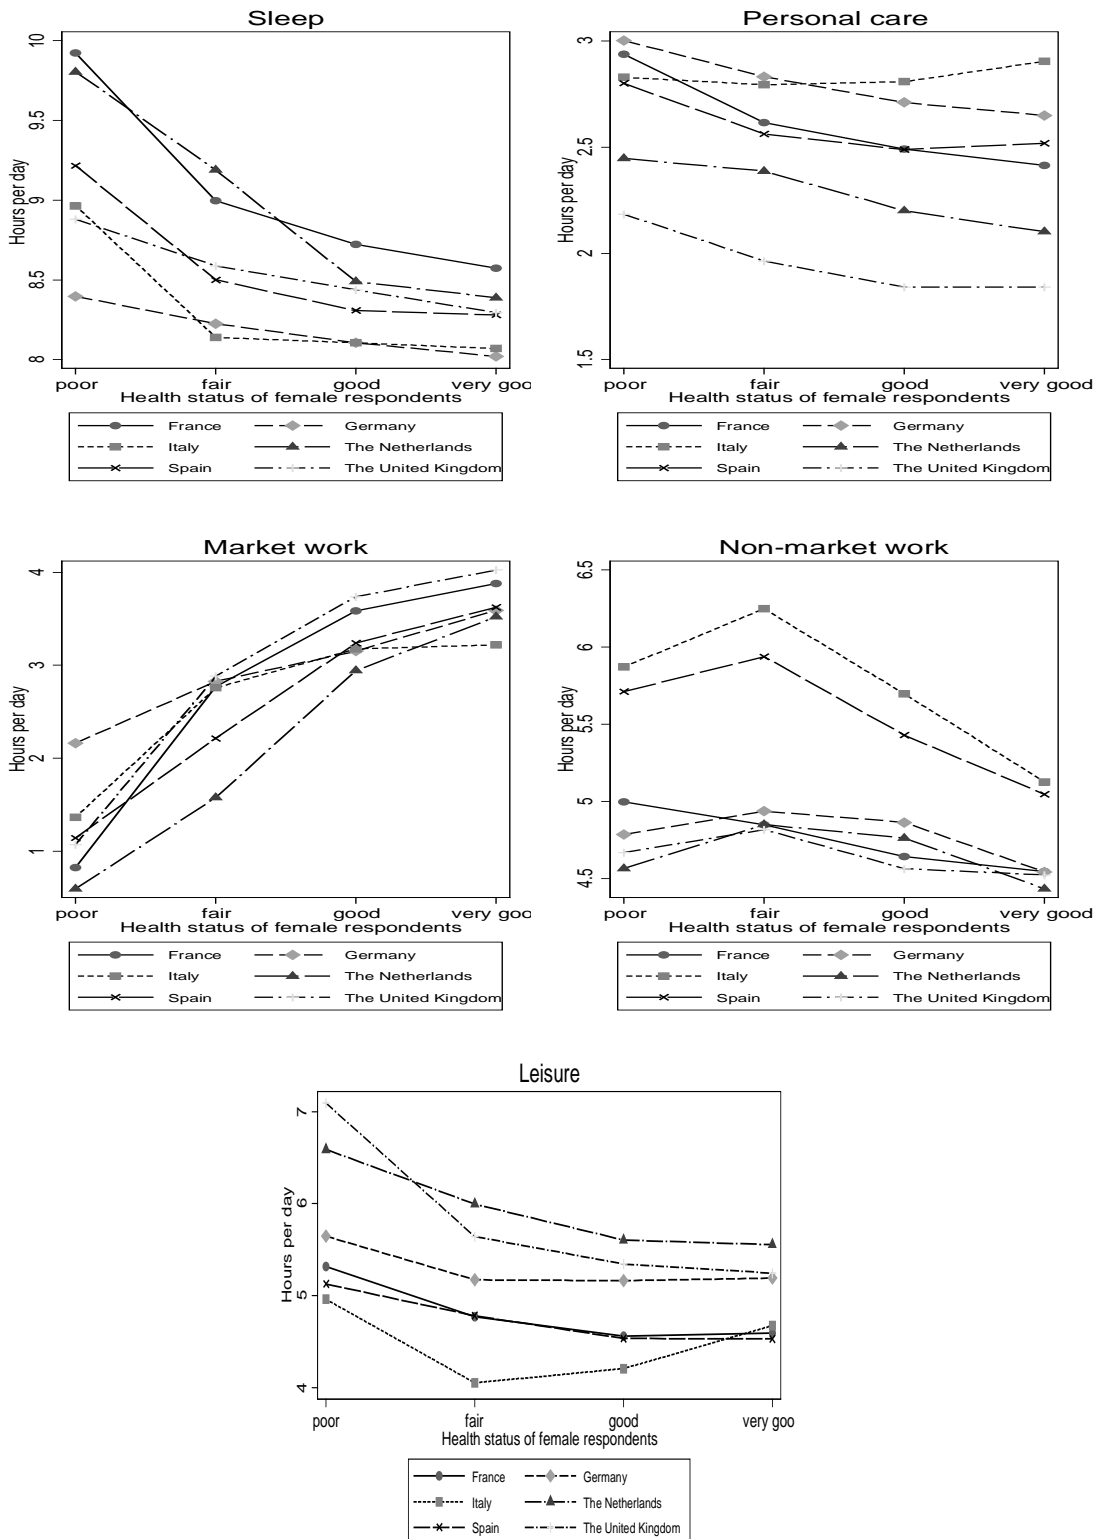 Sleep
Hours per day
10
9.5
9
8.5
8
poor fair good very goo
Health status of female respondents
France Germany
Italy The Netherlands
Spain The United Kingdom
Personal care
Hours per day
3
2.5
2
1.5
poor fair good very good
Health status of female respondents
France Germany
Italy The Netherlands
Spain The United Kingdom
Market work
Hours per day
4
3
2
1
poor fair good very goo
Health status of female respondents
France Germany
Italy The Netherlands
Spain The United Kingdom
Non-market work
Hours per day
6.5
6
5.5
5
4.5
poor fair good very good
Health status of female respondents
France Germany
Italy The Netherlands
Spain The United Kingdom
Leisure
Hours per day
7
6
5
4
poor fair good very goo
Health status of female respondents
France Germany
Italy The Netherlands
Spain The United Kingdom